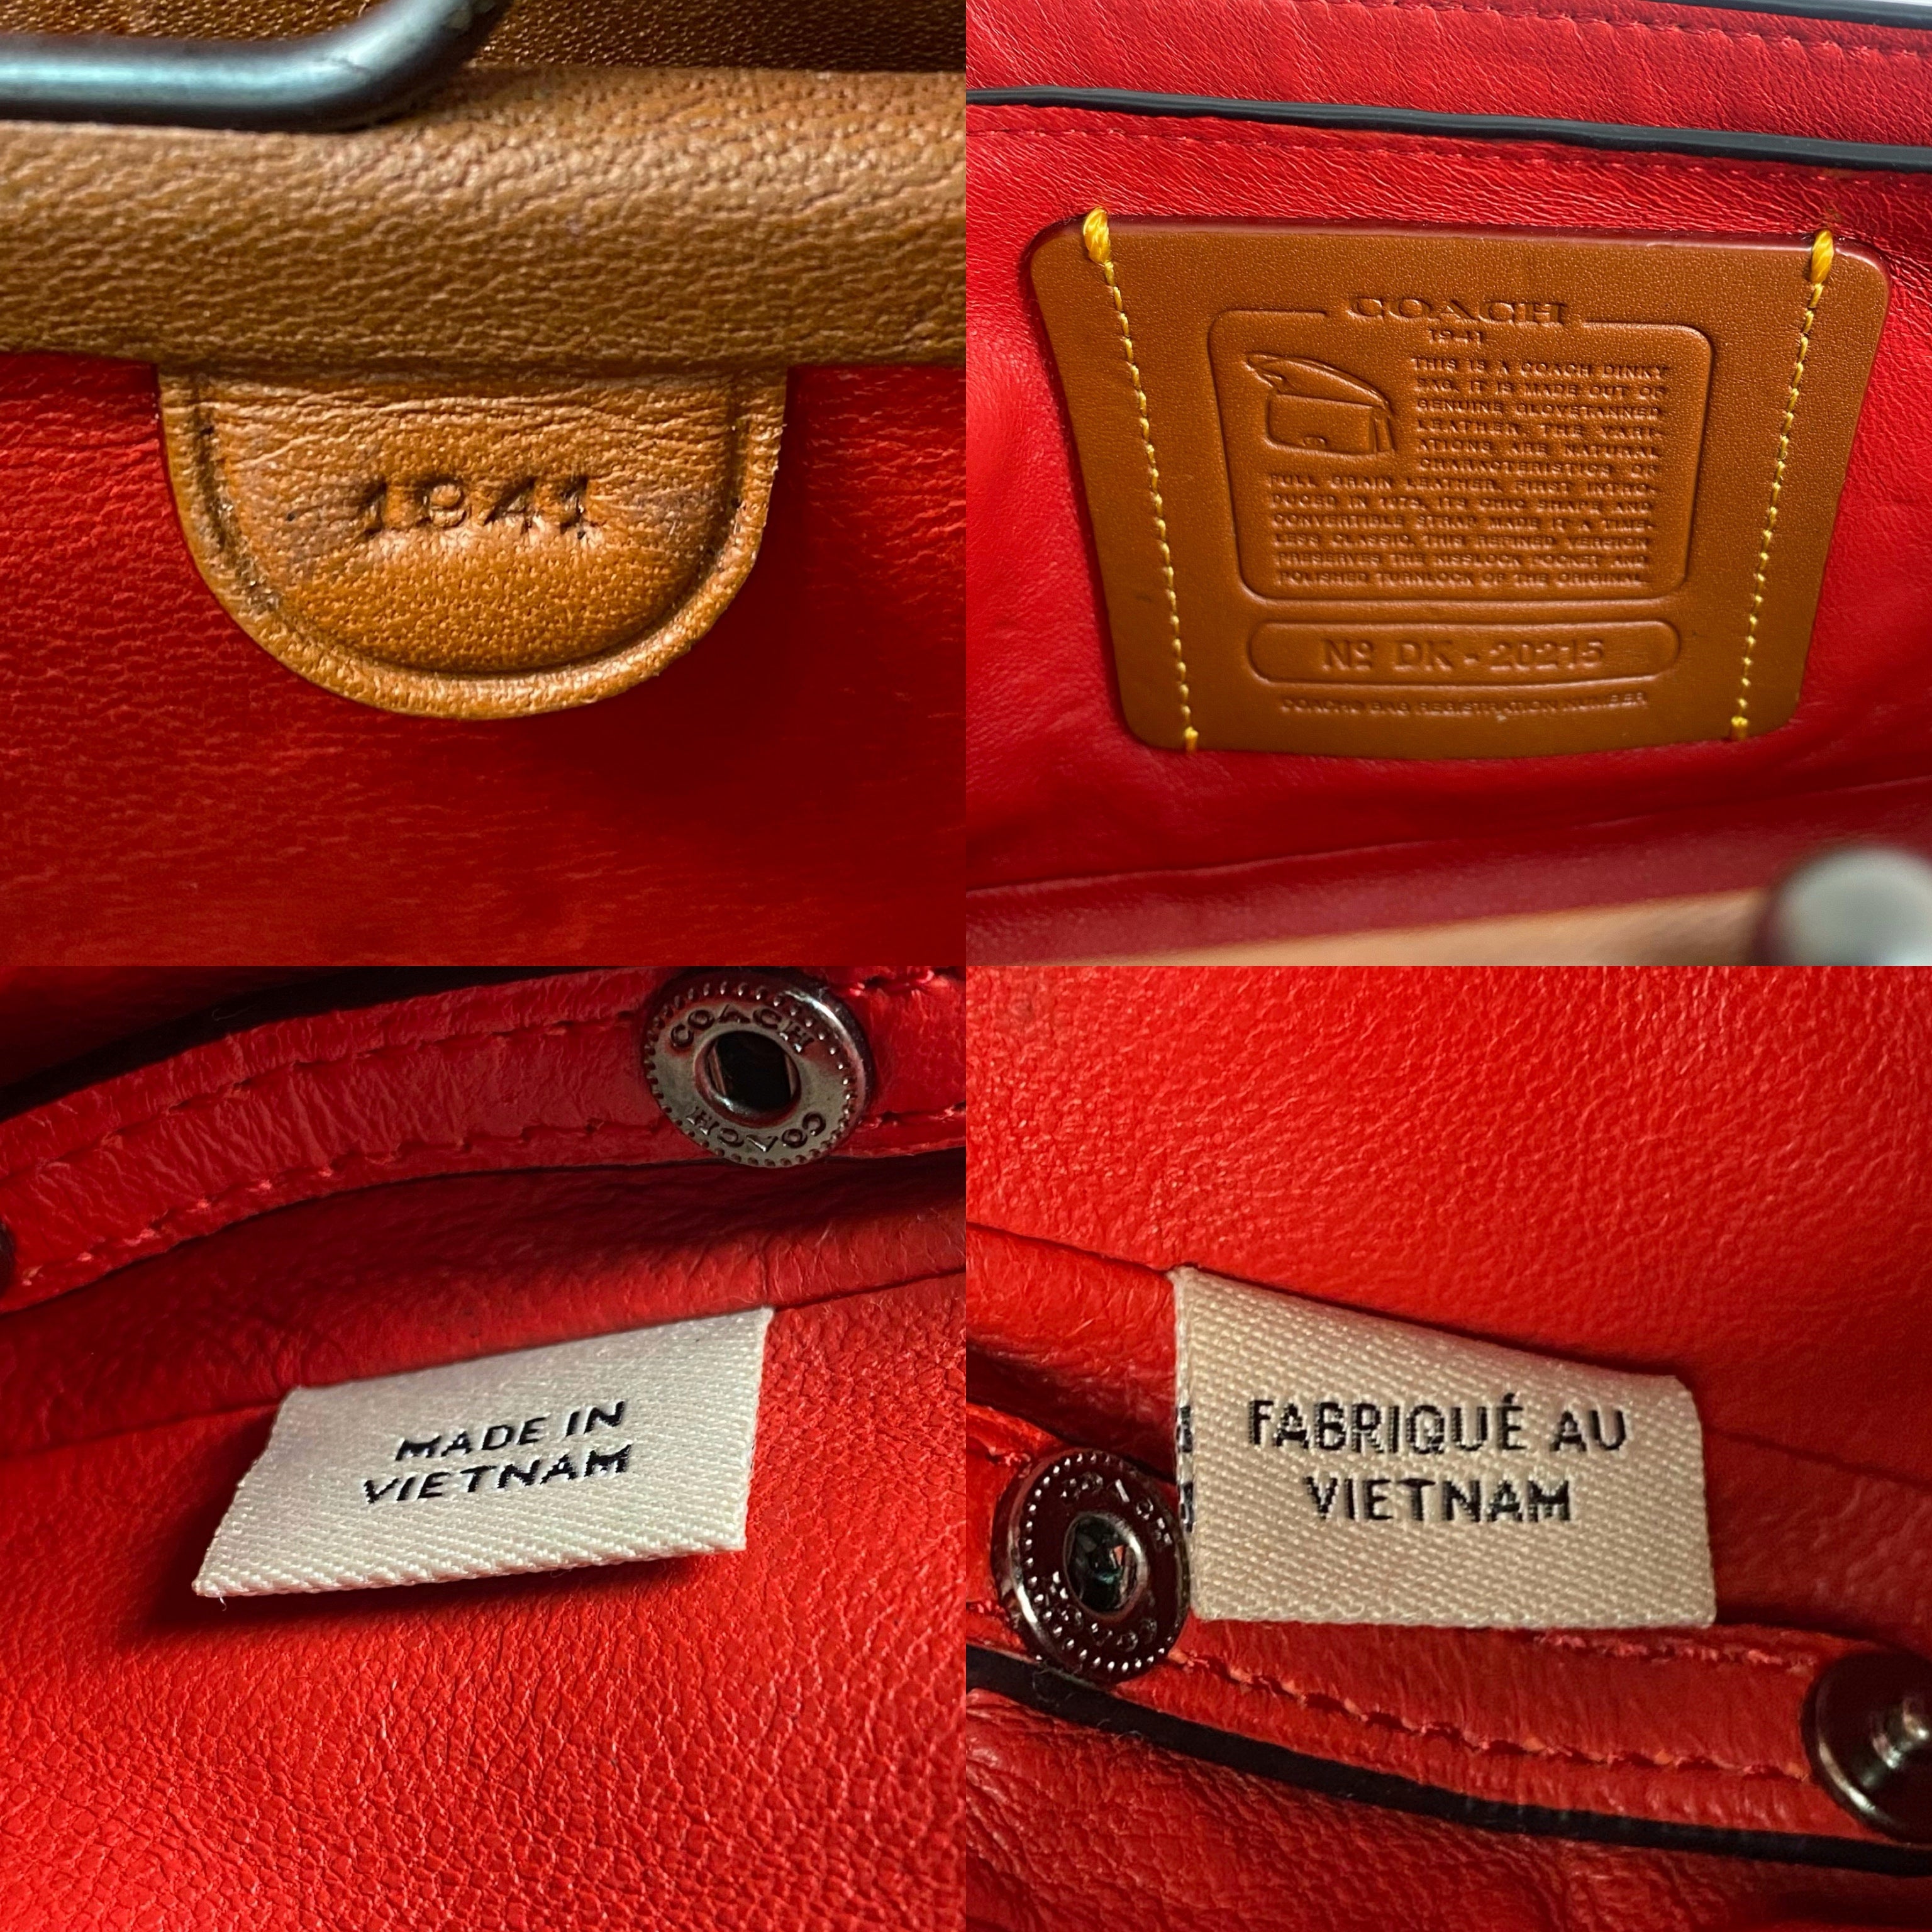 1941
COACH
1941
THIS IS A COACH DINKY
BAG. IT IS MADE OUT OF
GENUINE GLOVETANNED
LEATHER. THE VARI-
ATIONS ARE NATURAL
CHARACTERISTICS OF
FULL GRAIN LEATHER. FIRST INTRO-
DUCED IN 1973, ITS CHIC SHAPE AND
CONVERTIBLE STRAP MADE IT A TIME-
LESS CLASSIC. THIS REFINED VERSION
PRESERVES THE KISSLOCK POCKET AND
POLISHED TURNLOCK OF THE ORIGINAL.
Nº DK - 20215
COACH® BAG REGISTRATION NUMBER
COACH
COACH
MADE IN
VIETNAM
FABRIQUÉ AU
VIETNAM
COACH
COACH